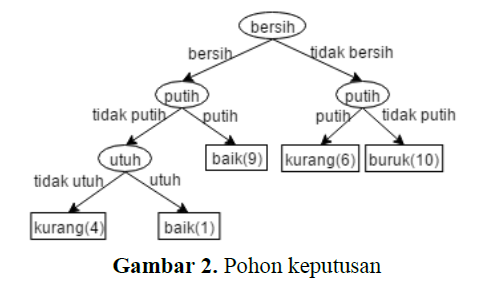 bersih
bersih tidak bersih
putih putih
tidak putih putih putih tidak putih
utuh baik(9) kurang(6) buruk(10)
tidak utuh utuh
kurang(4) baik(1)
Gambar 2. Pohon keputusan